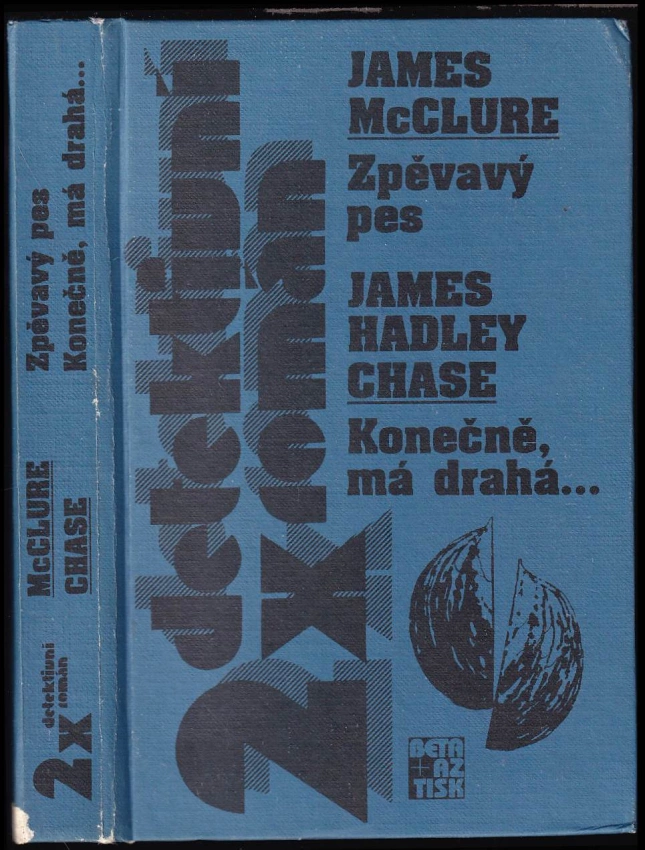 JAMES
McCLURE
Zpěvavý
pes
JAMES
HADLEY
CHASE
Konečně,
má drahá...
2x
detektivní
román
BETA
+AZ
TISK
2x
detektivní
román
McCLURE
CHASE
Zpěvavý pes
Konečně, má drahá...